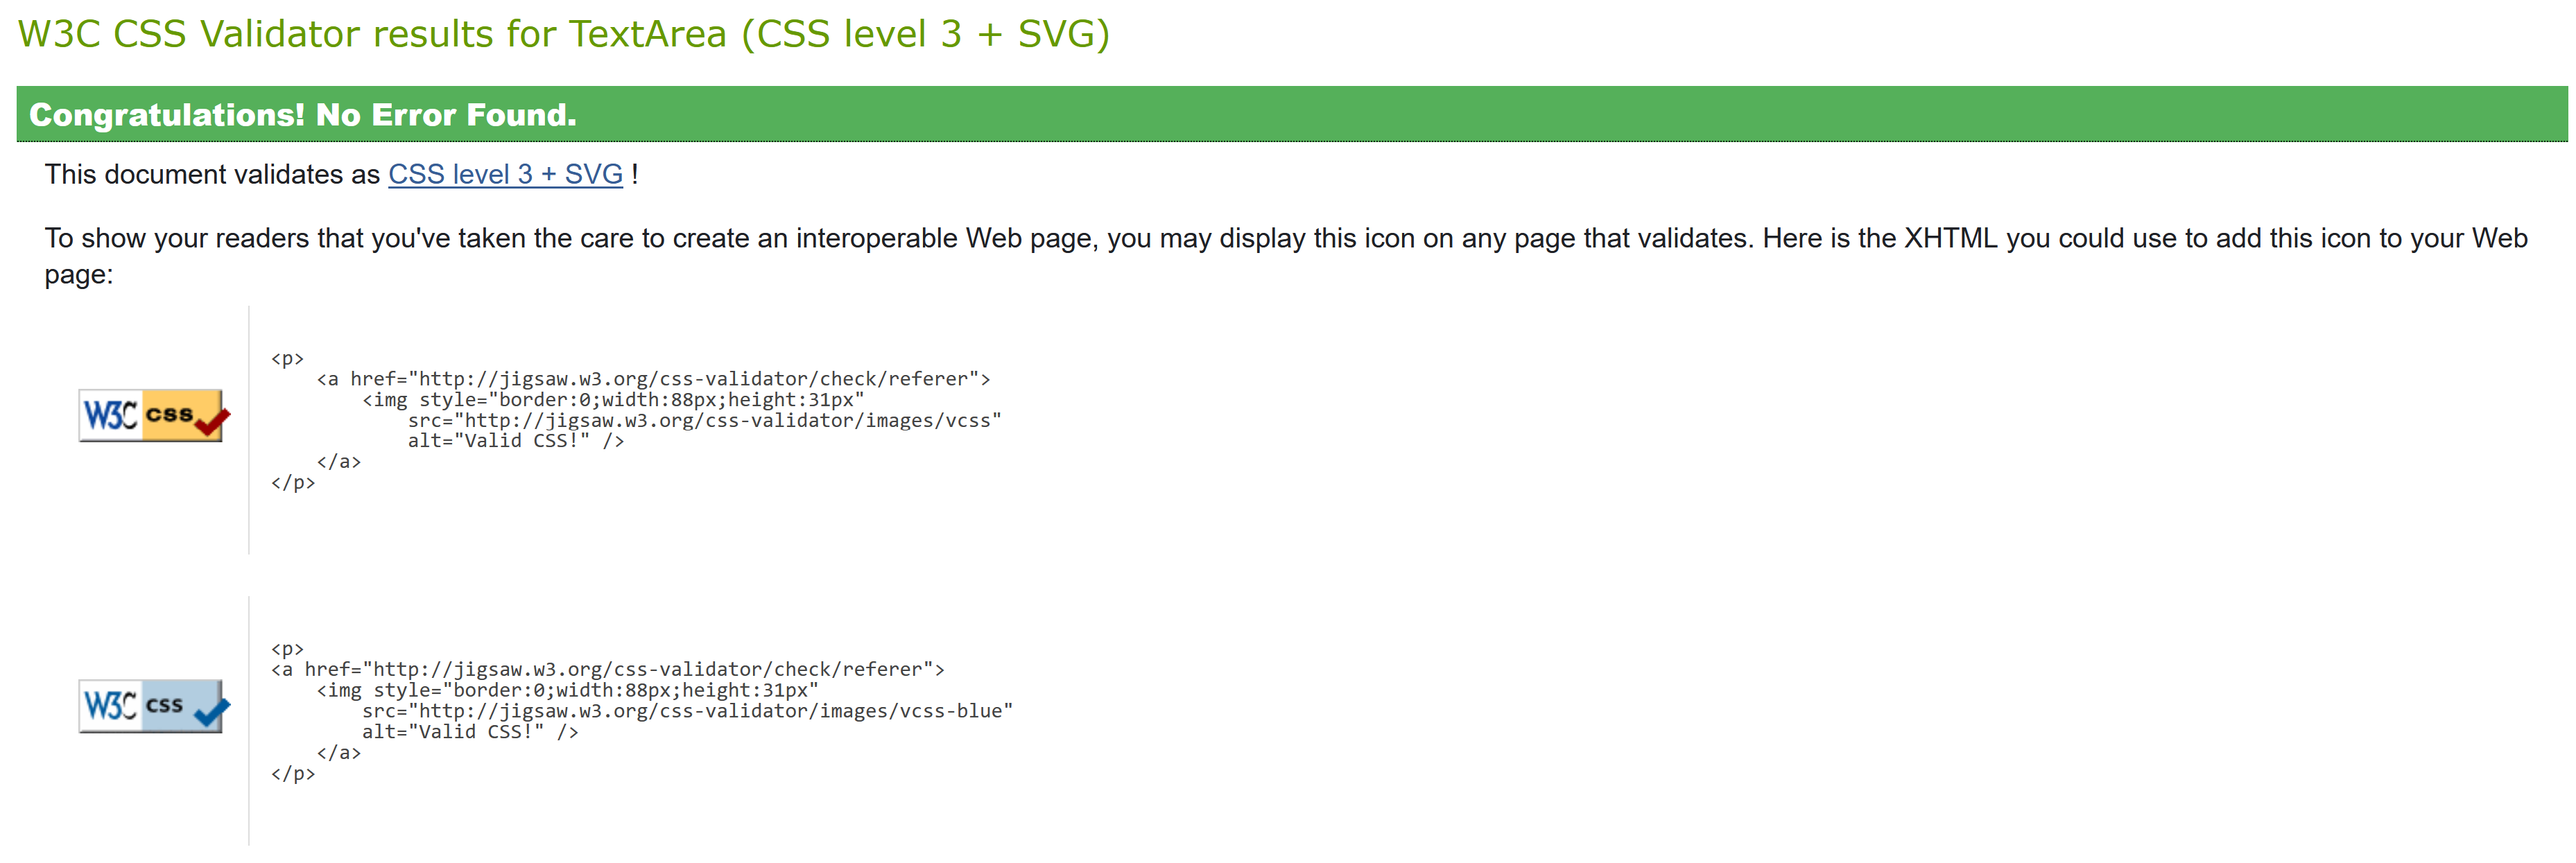 W3C CSS Validator results for TextArea (CSS level 3 + SVG)
Congratulations! No Error Found.
This document validates as CSS level 3 + SVG !
To show your readers that you've taken the care to create an interoperable Web page, you may display this icon on any page that validates. Here is the XHTML you could use to add this icon to your Web
page:
W3C css
<p>
    <a href="http://jigsaw.w3.org/css-validator/check/referer">
        <img style="border:0;width:88px;height:31px"
            src="http://jigsaw.w3.org/css-validator/images/vcss"
            alt="Valid CSS!" />
    </a>
</p>
W3C css
<p>
<a href="http://jigsaw.w3.org/css-validator/check/referer">
    <img style="border:0;width:88px;height:31px"
        src="http://jigsaw.w3.org/css-validator/images/vcss-blue"
        alt="Valid CSS!" />
    </a>
</p>